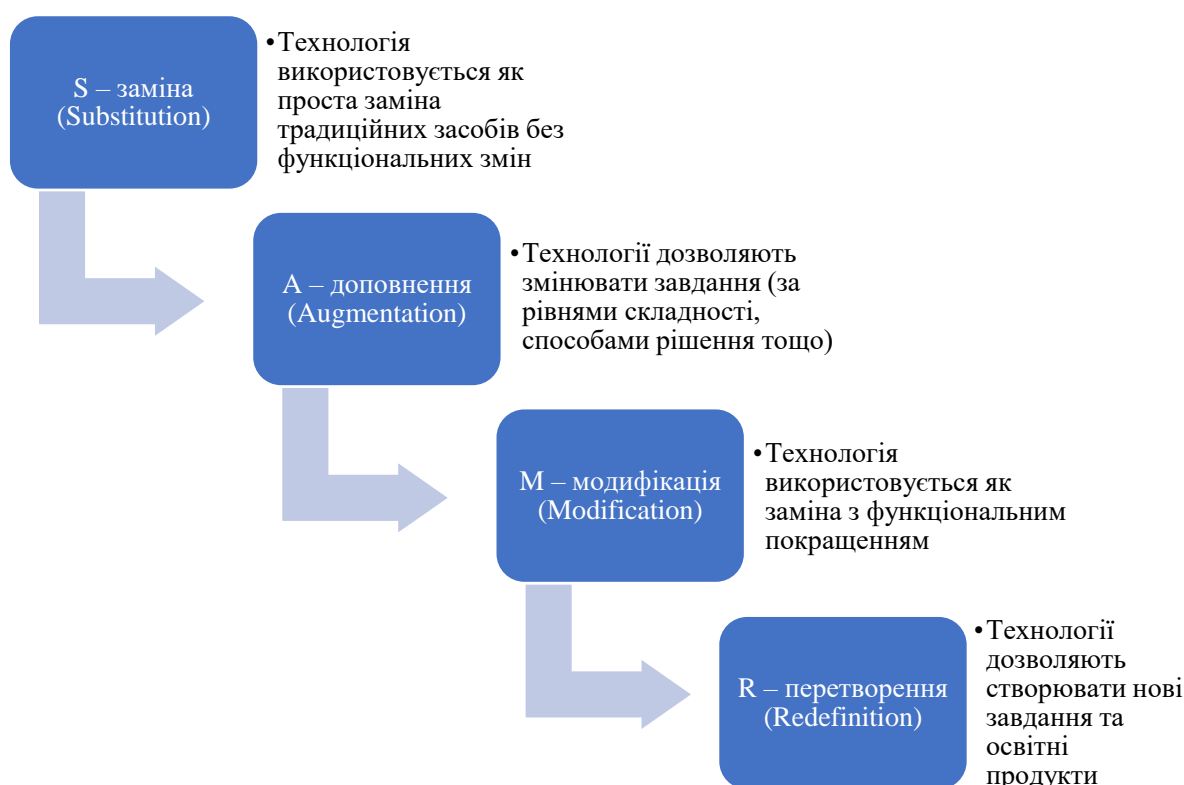 S – заміна
(Substitution)
•Технологія
використовується як
проста заміна
традиційних засобів без
функціональних змін
A – доповнення
(Augmentation)
•Технології дозволяють
змінювати завдання (за
рівнями складності,
способами рішення тощо)
M – модифікація
(Modification)
•Технологія
використовується як
заміна з функціональним
покращенням
R – перетворення
(Redefinition)
•Технології
дозволяють
створювати нові
завдання та
освітні
продукти